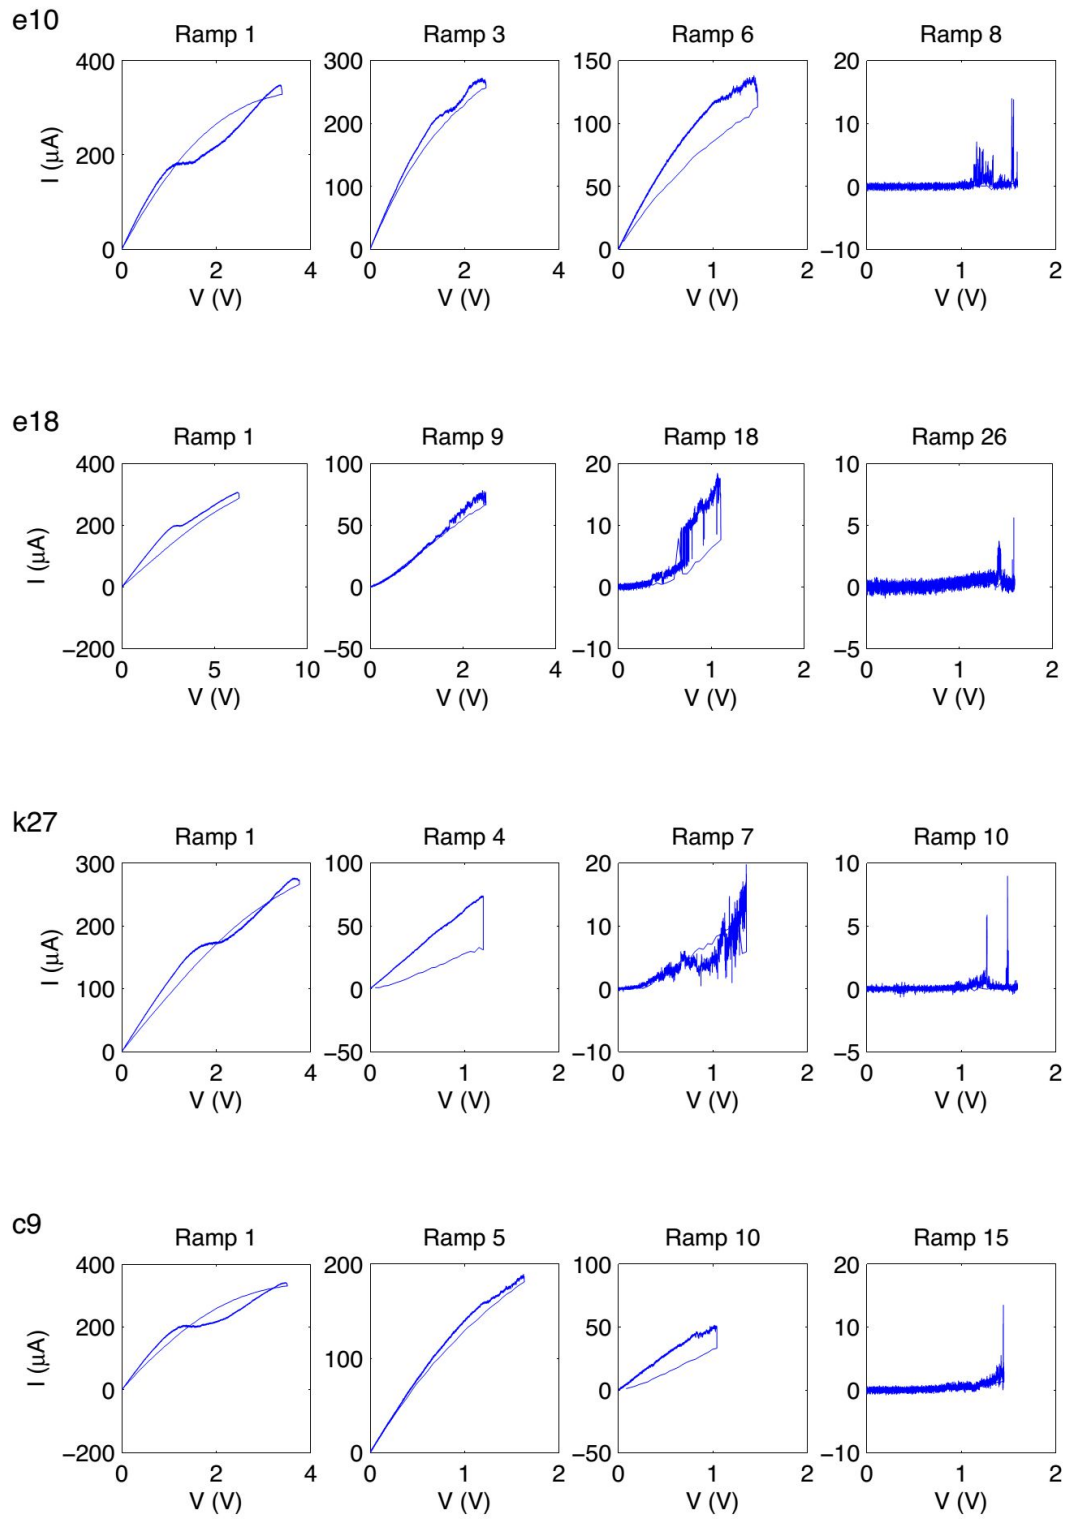 e10
Ramp 1 Ramp 3 Ramp 6 Ramp 8
400 300 150 20
200 200 100 10
100 50 0
0 0 0 −10
0 2 4 0 2 4 0 1 2 0 1 2
I (μA)
V (V) V (V) V (V) V (V)
e18
Ramp 1 Ramp 9 Ramp 18 Ramp 26
400 100 20 10
200 50 10 5
0 0 0 0
−200 −50 −10 −5
0 5 10 0 2 4 0 1 2 0 1 2
I (μA)
V (V) V (V) V (V) V (V)
k27
Ramp 1 Ramp 4 Ramp 7 Ramp 10
300 100 20 10
200 50 10 5
100 0 0 0
0 −50 −10 −5
0 2 4 0 1 2 0 1 2 0 1 2
I (μA)
V (V) V (V) V (V) V (V)
c9
Ramp 1 Ramp 5 Ramp 10 Ramp 15
400 200 100 20
200 100 50 10
0 0 0
−200 0 −50 −10
0 2 4 0 1 2 0 1 2 0 1 2
I (μA)
V (V) V (V) V (V) V (V)